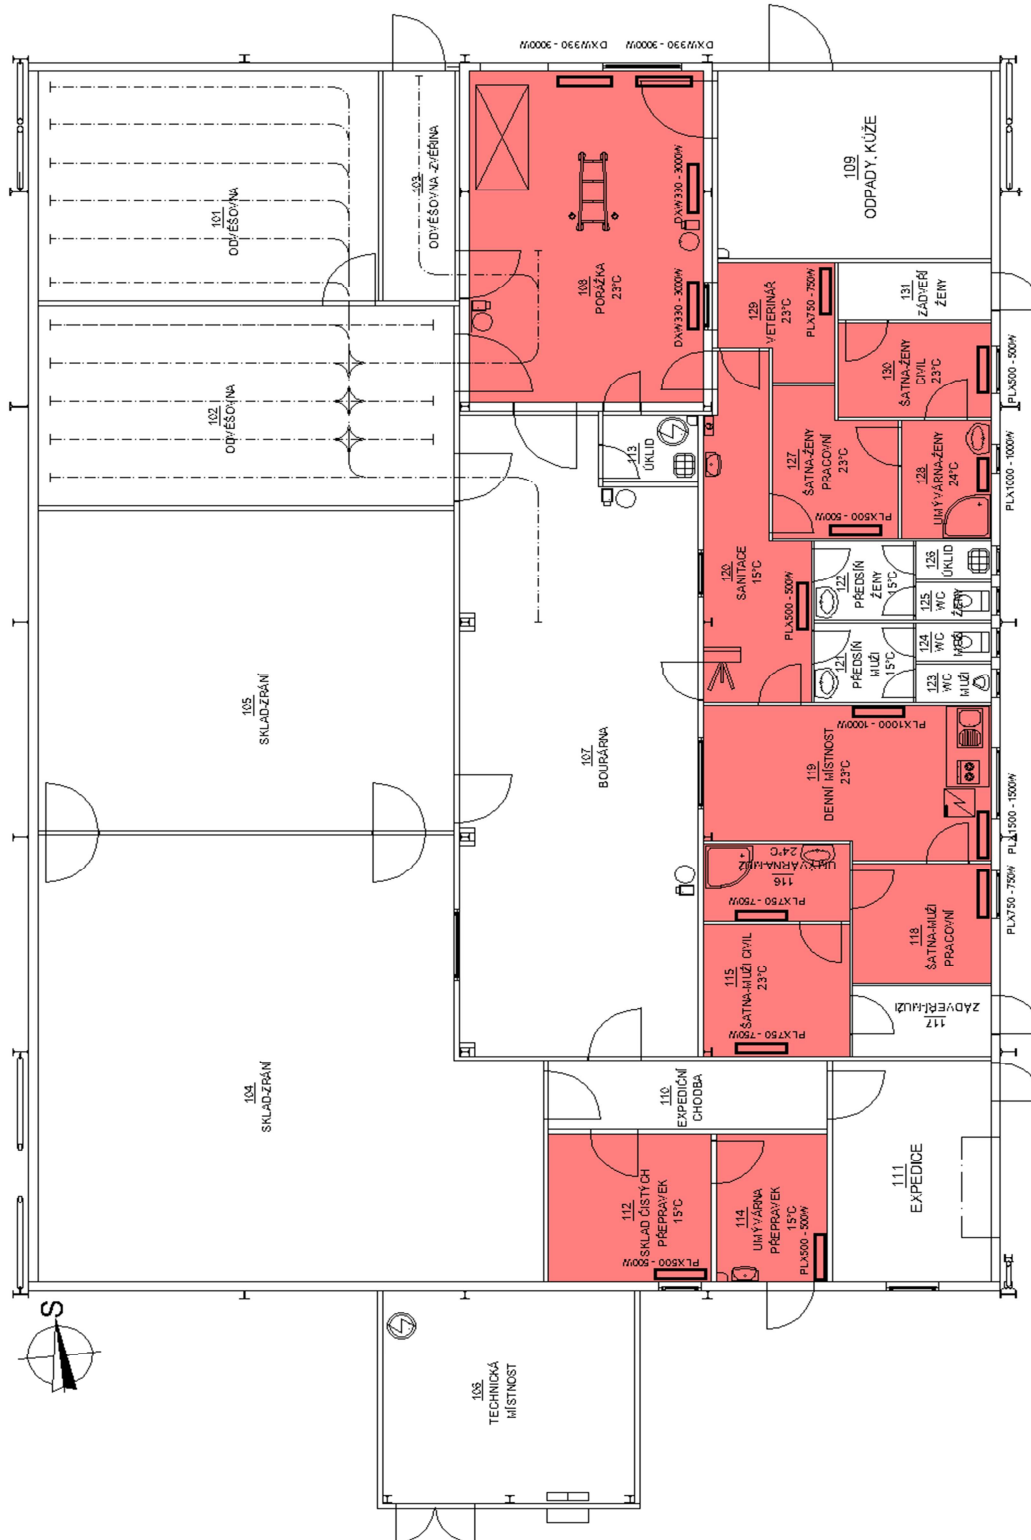 DXW330 - 3000W
DXW330 - 3000W
101
ODVĚŠOVNA
103
ODVĚŠOVNA-ZVĚŘINA
108
PORÁŽKA
23°C
DXW330 - 3000W
DXW330 - 3000W
109
ODPADY, KŮŽE
102
ODVĚŠOVNA
113
ÚKLID
129
VETERINÁŘ
23°C
PLX750 - 750W
131
ZÁDVEŘÍ
ŽENY
130
ŠATNA-ŽENY
CIVIL
23°C
PLX500 - 500W
127
ŠATNA-ŽENY
PRACOVNÍ
23°C
PLX500 - 500W
128
UMÝVÁRNA-ŽENY
24°C
PLX1000 - 1000W
120
SANITACE
15°C
PLX500 - 500W
122
PŘEDSÍŇ
ŽENY
15°C
126
ÚKLID
125
WC
ŽENY
121
PŘEDSÍŇ
MUŽI
15°C
124
WC
MUŽI
123
WC
MUŽI
105
SKLAD-ZRÁNÍ
107
BOURÁRNA
119
DENNÍ MÍSTNOST
23°C
PLX1000 - 1000W
PLX1500 - 1500W
116
UMÝVÁRNA-MUŽ
24°C
PLX750 - 750W
118
ŠATNA-MUŽI
PRACOVNÍ
PLX750 - 750W
115
ŠATNA-MUŽI CIVIL
23°C
PLX750 - 750W
117
ZÁDVEŘÍ-MUŽI
104
SKLAD-ZRÁNÍ
110
EXPEDIČNÍ
CHODBA
112
SKLAD ČISTÝCH
PŘEPRAVEK
15°C
PLX500 - 500W
114
UMÝVÁRNA
PŘEPRAVEK
15°C
PLX500 - 500W
111
EXPEDICE
S
106
TECHNICKÁ
MÍSTNOST